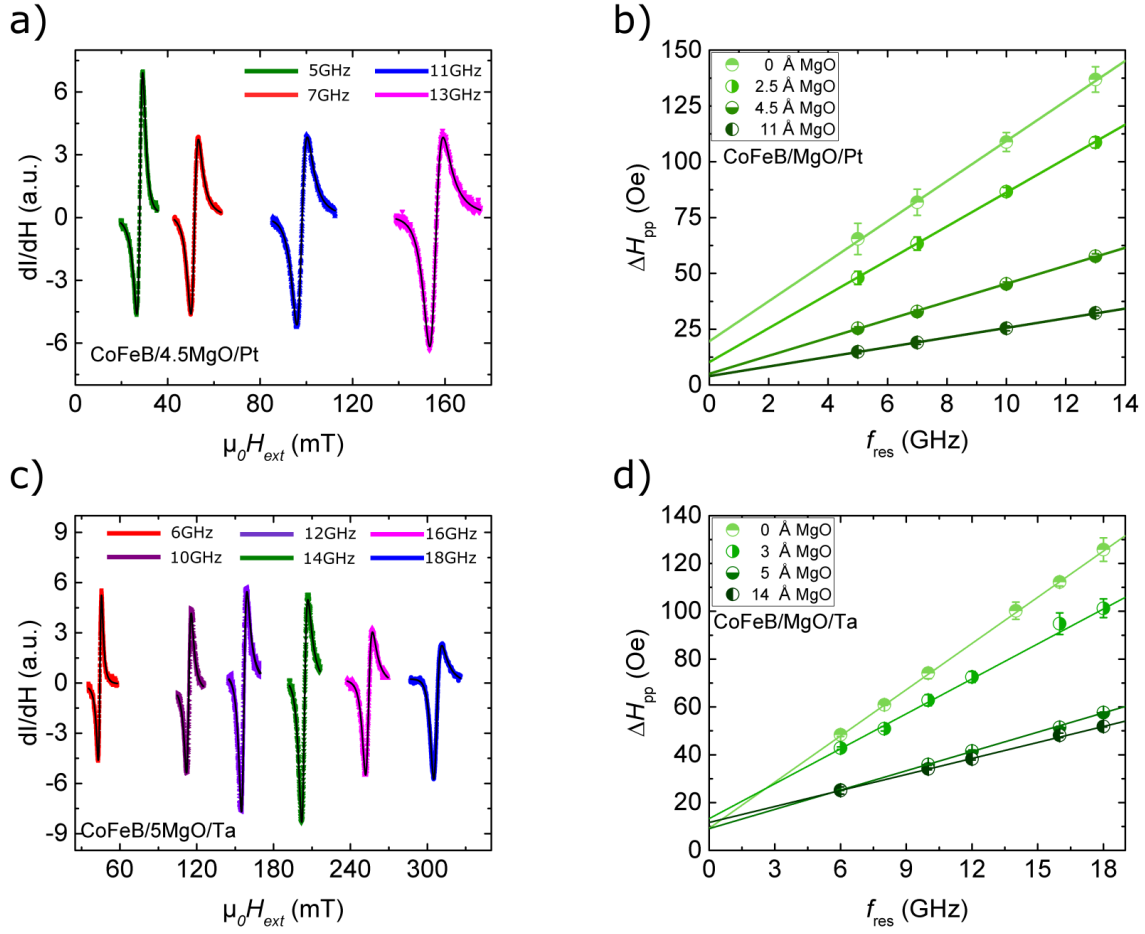 a)
5GHz 11GHz
7GHz 13GHz
6
3
0
-3
-6
dI/dH (a.u.)
CoFeB/4.5MgO/Pt
0 40 80 120 160
μ0Hext (mT)
b)
150
125
100
75
50
25
0
ΔHpp (Oe)
0 Å MgO
2.5 Å MgO
4.5 Å MgO
11 Å MgO
CoFeB/MgO/Pt
0 2 4 6 8 10 12 14
fres (GHz)
c)
6GHz 12GHz 16GHz
10GHz 14GHz 18GHz
9
6
3
0
-3
-6
-9
dI/dH (a.u.)
CoFeB/5MgO/Ta
60 120 180 240 300
μ0Hext (mT)
d)
140
120
100
80
60
40
20
0
ΔHpp (Oe)
0 Å MgO
3 Å MgO
5 Å MgO
14 Å MgO
CoFeB/MgO/Ta
0 3 6 9 12 15 18
fres (GHz)